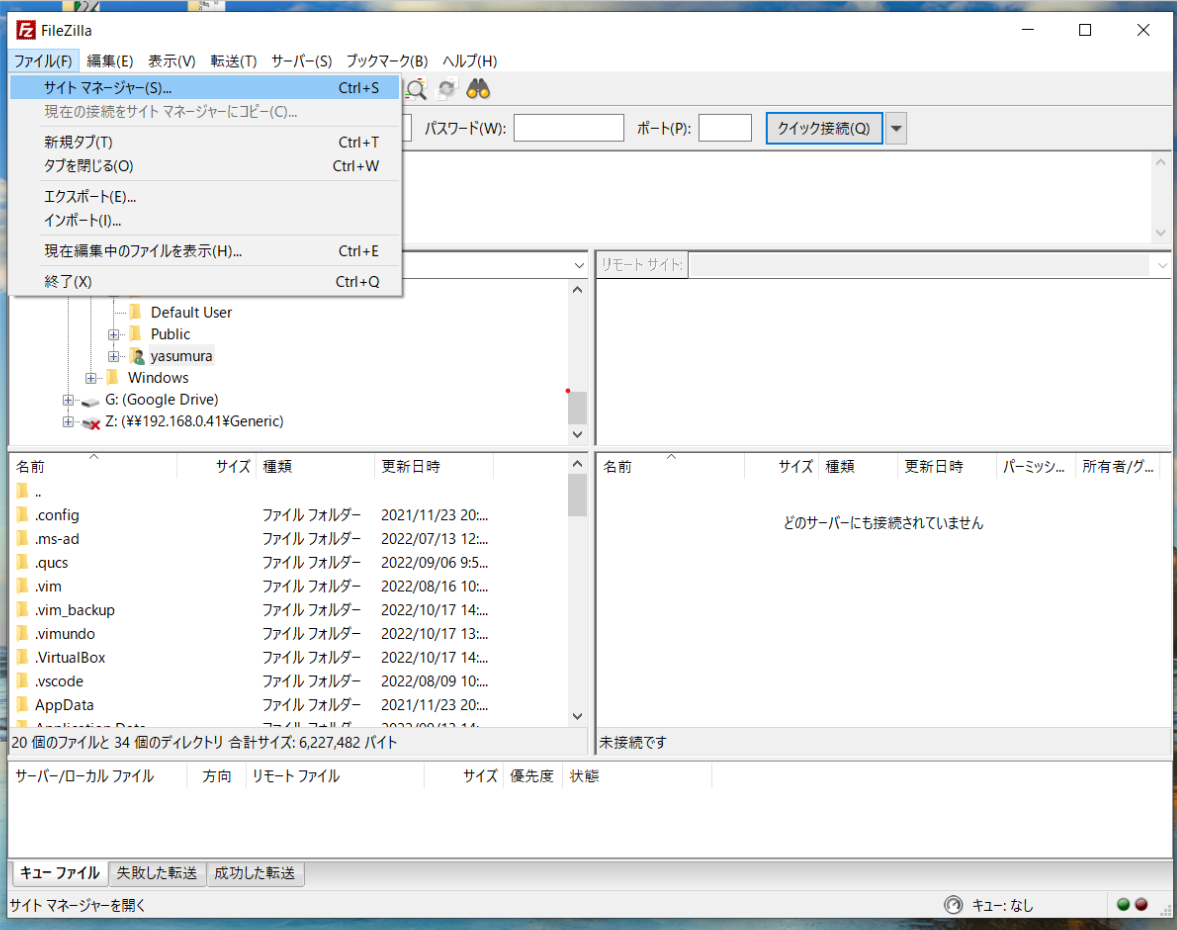 FileZilla
ファイル(F) 編集(E) 表示(V) 転送(T) サーバー(S) ブックマーク(B) ヘルプ(H)
サイト マネージャー(S)... Ctrl+S
現在の接続をサイト マネージャーにコピー(C)...
新規タブ(T) Ctrl+T
タブを閉じる(O) Ctrl+W
エクスポート(E)...
インポート(I)...
現在編集中のファイルを表示(H)... Ctrl+E
終了(X) Ctrl+Q
パスワード(W): ポート(P): クイック接続(Q)
リモート サイト:
Default User
Public
yasumura
Windows
G: (Google Drive)
Z: (¥¥192.168.0.41¥Generic)
名前 サイズ 種類 更新日時
..
.config ファイル フォルダー 2021/11/23 20:...
.ms-ad ファイル フォルダー 2022/07/13 12:...
.qucs ファイル フォルダー 2022/09/06 9:5...
.vim ファイル フォルダー 2022/08/16 10:...
.vim_backup ファイル フォルダー 2022/10/17 14:...
.vimundo ファイル フォルダー 2022/10/17 13:...
.VirtualBox ファイル フォルダー 2022/10/17 14:...
.vscode ファイル フォルダー 2022/08/09 10:...
AppData ファイル フォルダー 2021/11/23 20:...
Application Data ファイル フォルダー
20 個のファイルと 34 個のディレクトリ 合計サイズ: 6,227,482 バイト
名前 サイズ 種類 更新日時 パーミッシ... 所有者/グ...
どのサーバーにも接続されていません
未接続です
サーバー/ローカル ファイル 方向 リモート ファイル サイズ 優先度 状態
キュー ファイル 失敗した転送 成功した転送
サイト マネージャーを開く キュー: なし